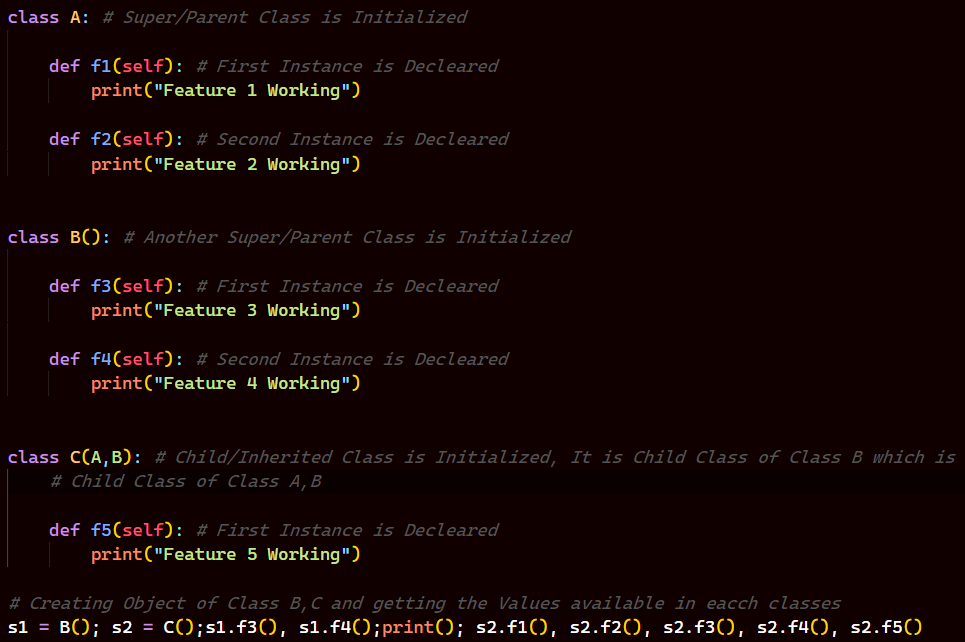 class A: # Super/Parent Class is Initialized
def f1(self): # First Instance is Decleared
print("Feature 1 Working")
def f2(self): # Second Instance is Decleared
print("Feature 2 Working")
class B(): # Another Super/Parent Class is Initialized
def f3(self): # First Instance is Decleared
print("Feature 3 Working")
def f4(self): # Second Instance is Decleared
print("Feature 4 Working")
class C(A,B): # Child/Inherited Class is Initialized, It is Child Class of Class B which is
# Child Class of Class A,B
def f5(self): # First Instance is Decleared
print("Feature 5 Working")
# Creating Object of Class B,C and getting the Values available in eacch classes
s1 = B(); s2 = C();s1.f3(), s1.f4();print(); s2.f1(), s2.f2(), s2.f3(), s2.f4(), s2.f5()